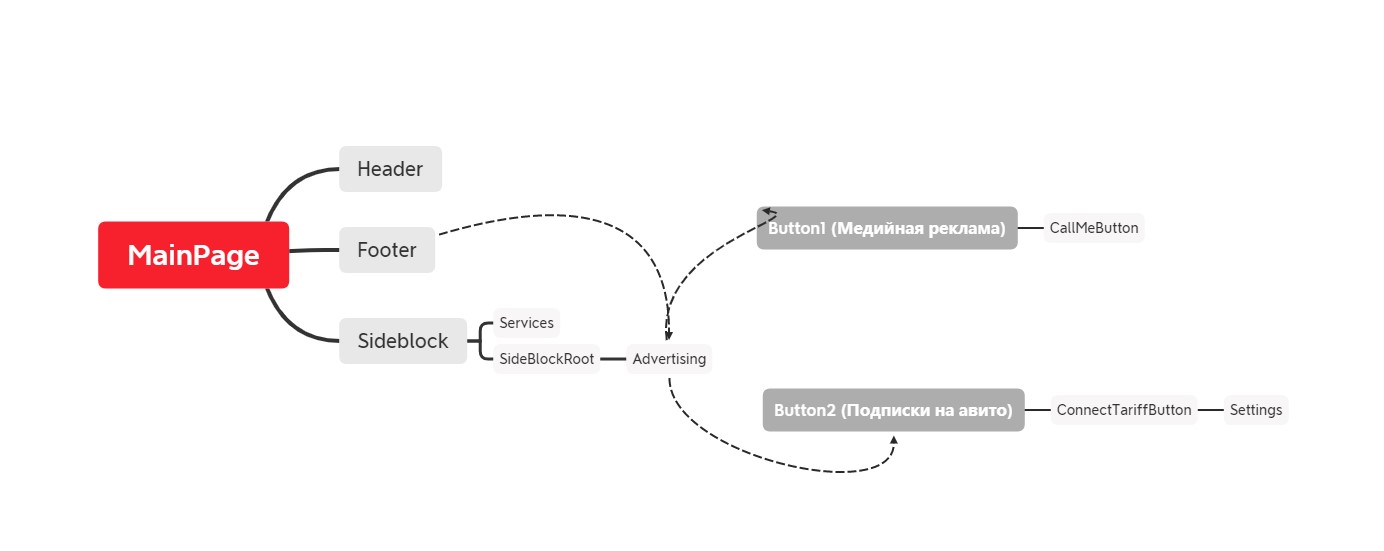 MainPage
Header
Footer
Sideblock
Services
SideBlockRoot
Advertising
Button1 (Медийная реклама)
CallMeButton
Button2 (Подписки на авито)
ConnectTariffButton
Settings